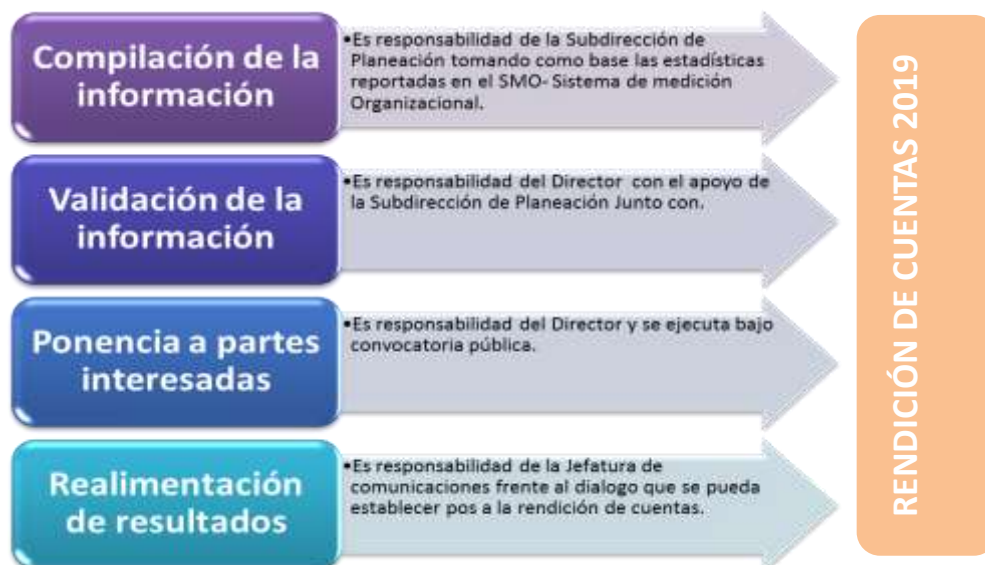 Compilación de la
información
•Es responsabilidad de la Subdirección de
Planeación tomando como base las estadísticas
reportadas en el SMO- Sistema de medición
Organizacional.
Validación de la
información
•Es responsabilidad del Director con el apoyo de
la Subdirección de Planeación Junto con.
Ponencia a partes
interesadas
•Es responsabilidad del Director y se ejecuta bajo
convocatoria pública.
Realimentación
de resultados
•Es responsabilidad de la Jefatura de
comunicaciones frente al dialogo que se pueda
establecer pos a la rendición de cuentas.
RENDICIÓN DE CUENTAS 2019